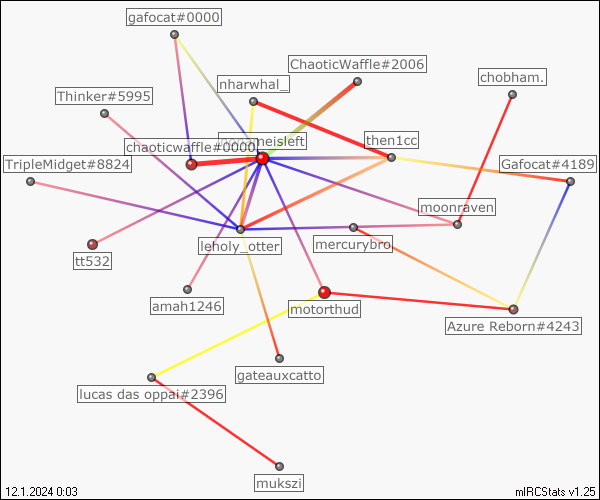 gafocat#0000
ChaoticWaffle#2006
nharwhal_
chobham.
Thinker#5995
then1cc
chaoticwaffle#0000
TripleMidget#8824
Gafocat#4189
moonraven
leholy_otter
mercurybro
tt532
amah1246
motorthud
Azure Reborn#4243
gateauxcatto
lucas das oppai#2396
mukszi
12.1.2024 0:03
mIRCStats v1.25